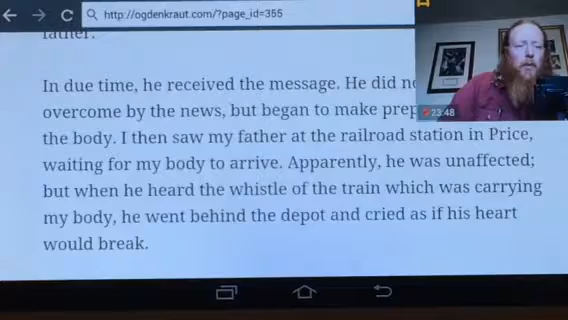 http://ogdenkraut.com/?page_id=355
father.
In due time, he received the message. He did
overcome by the news, but began to make
the body. I then saw my father at the railroad station in Price,
waiting for my body to arrive. Apparently, he was unaffected;
but when he heard the whistle of the train which was carrying
my body, he went behind the depot and cried as if his heart
would break.
23:48